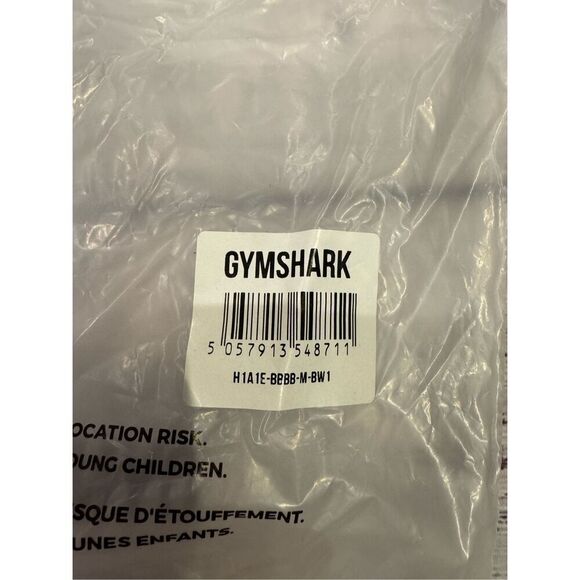 GYMSHARK
5 057913 548711
H1A1E-BBBB-M-BW1
OCATION RISK.
OUNG CHILDREN.
SQUE D'ÉTOUFFEMENT.
UNES ENFANTS.